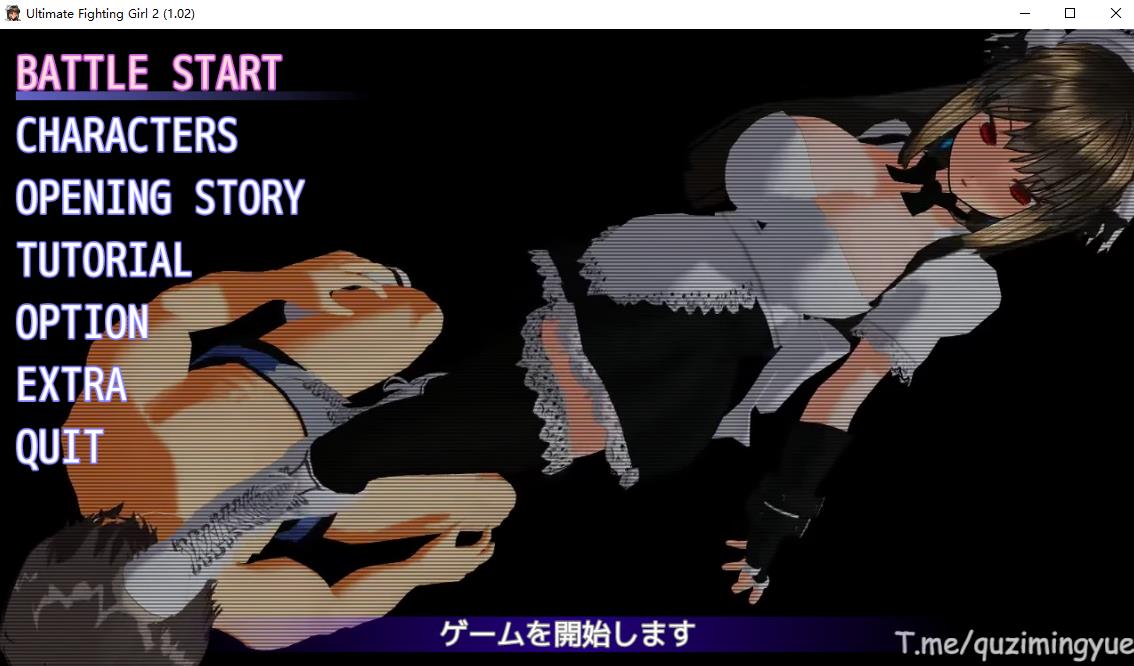 Ultimate Fighting Girl 2 (1.02)
BATTLE START
CHARACTERS
OPENING STORY
TUTORIAL
OPTION
EXTRA
QUIT
ゲームを開始します
T.me/quzimingyue